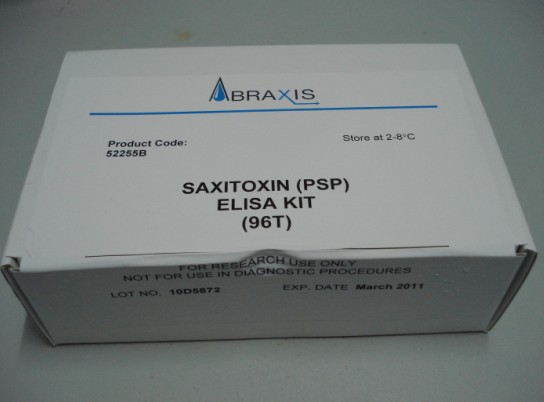 ABRAXIS
Product Code:
52255B
Store at 2-8°C
SAXITOXIN (PSP)
ELISA KIT
(96T)
FOR RESEARCH USE ONLY
NOT FOR USE IN DIAGNOSTIC PROCEDURES
LOT NO. 10D5872 EXP. DATE March 2011